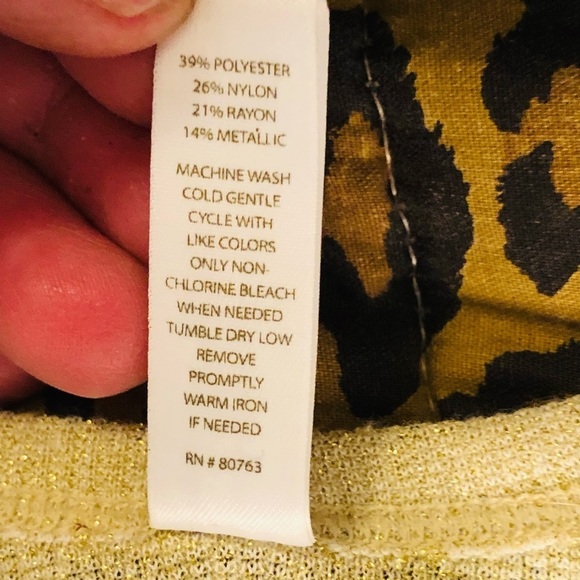 39% POLYESTER
26% NYLON
21% RAYON
14% METALLIC
MACHINE WASH
COLD GENTLE
CYCLE WITH
LIKE COLORS
ONLY NON-
CHLORINE BLEACH
WHEN NEEDED
TUMBLE DRY LOW
REMOVE
PROMPTLY
WARM IRON
IF NEEDED
RN # 80763